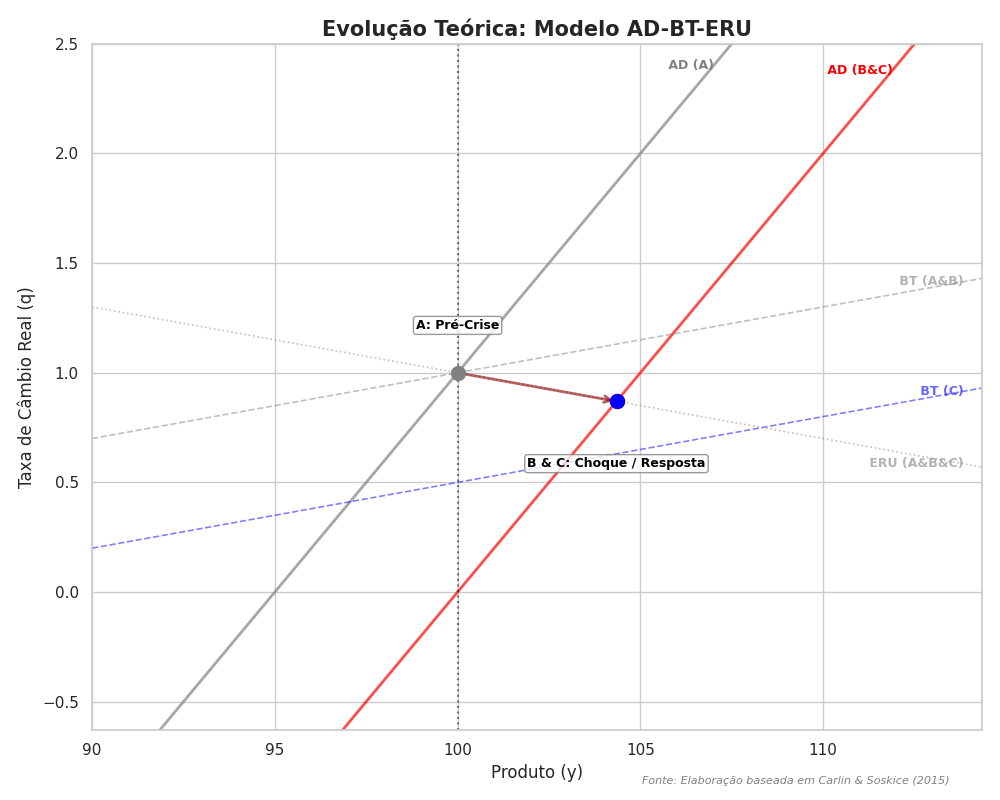 Evolução Teórica: Modelo AD-BT-ERU
2.5
2.0
1.5
1.0
0.5
0.0
−0.5
Taxa de Câmbio Real (q)
AD (A)
AD (B&C)
BT (A&B)
A: Pré-Crise
BT (C)
B & C: Choque / Resposta
ERU (A&B&C)
90
95
100
105
110
Produto (y)
Fonte: Elaboração baseada em Carlin & Soskice (2015)